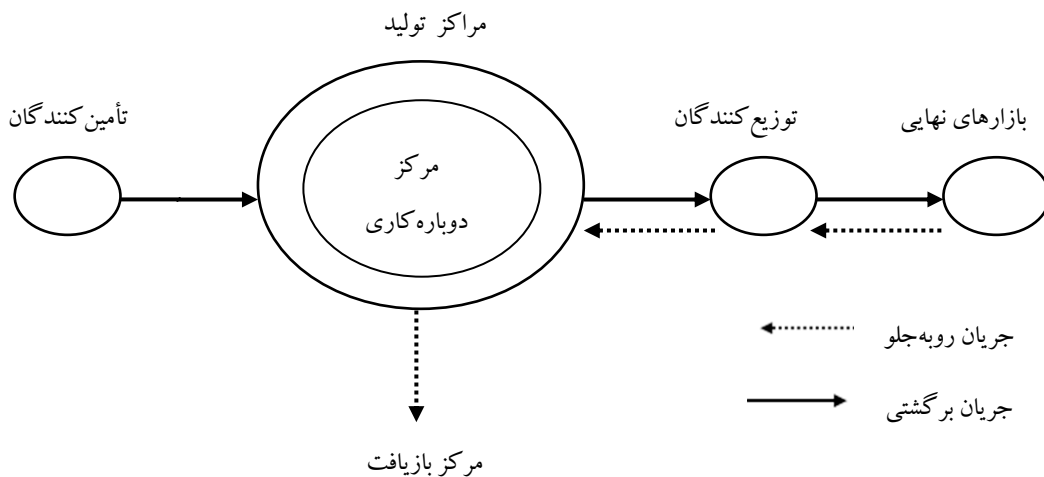 مراکز تولید
بازارهای نهایی
توزیع‌کنندگان
تأمین‌کنندگان
مرکز
دوباره‌کاری
جریان روبه‌جلو
جریان برگشتی
مرکز بازیافت